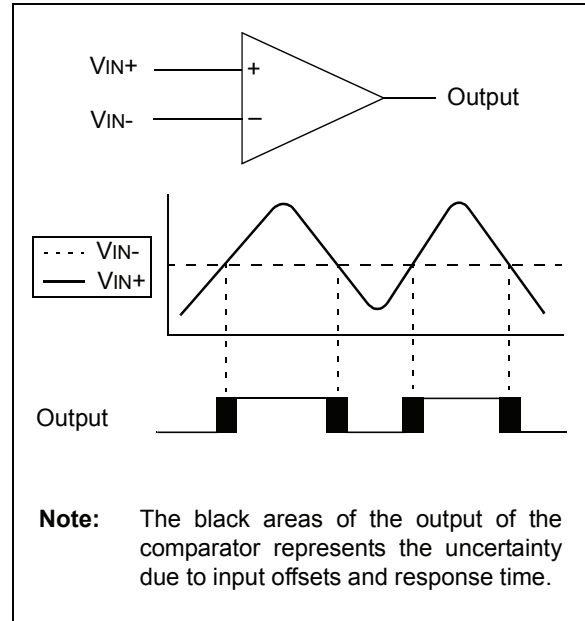 VIN+
+
Output
VIN-
–
VIN-
VIN+
Output
Note: The black areas of the output of the
comparator represents the uncertainty
due to input offsets and response time.